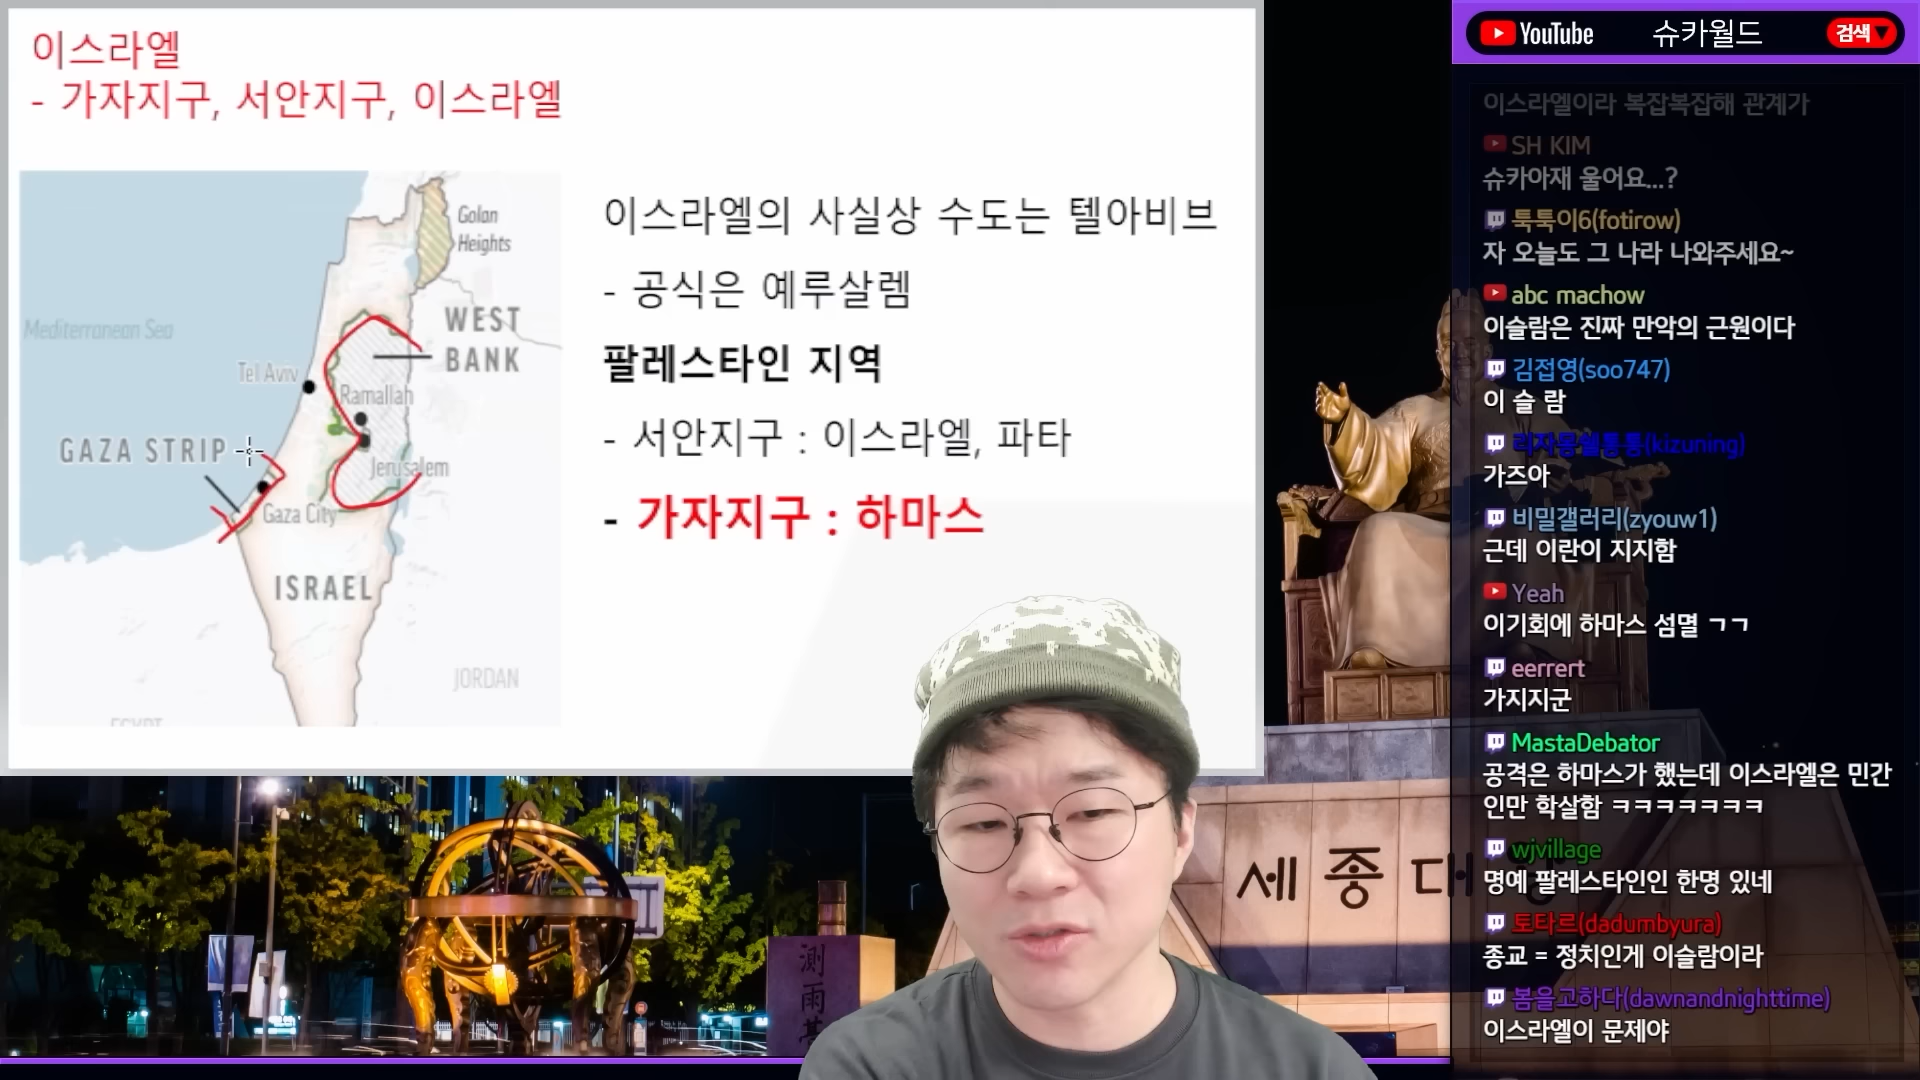 이스라엘
- 가자지구, 서안지구, 이스라엘
Golan
Heights
WEST
BANK
Mediterranean Sea
Tel Aviv
Ramallah
GAZA STRIP
Jerusalem
Gaza City
ISRAEL
JORDAN
이스라엘의 사실상 수도는 텔아비브
- 공식은 예루살렘
팔레스타인 지역
- 서안지구 : 이스라엘, 파타
- 가자지구 : 하마스
세종대
測
雨
YouTube 슈카월드 검색▼
이스라엘이라 복잡복잡해 관계가
SH KIM
슈카아재 울어요...?
툭툭이6(fotirow)
자 오늘도 그 나라 나와주세요~
abc machow
이슬람은 진짜 만악의 근원이다
김접영(soo747)
이 슬 람
리자몽쉘통통(kizuning)
가즈아
비밀갤러리(zyouw1)
근데 이란이 지지함
Yeah
이기회에 하마스 섬멸 ㄱㄱ
eerrert
가지지군
MastaDebator
공격은 하마스가 했는데 이스라엘은 민간
인만 학살함 ㅋㅋㅋㅋㅋㅋㅋ
wjvillage
명예 팔레스타인인 한명 있네
토타르(dadumbyura)
종교 = 정치인게 이슬람이라
봄을고하다(dawnandnighttime)
이스라엘이 문제야